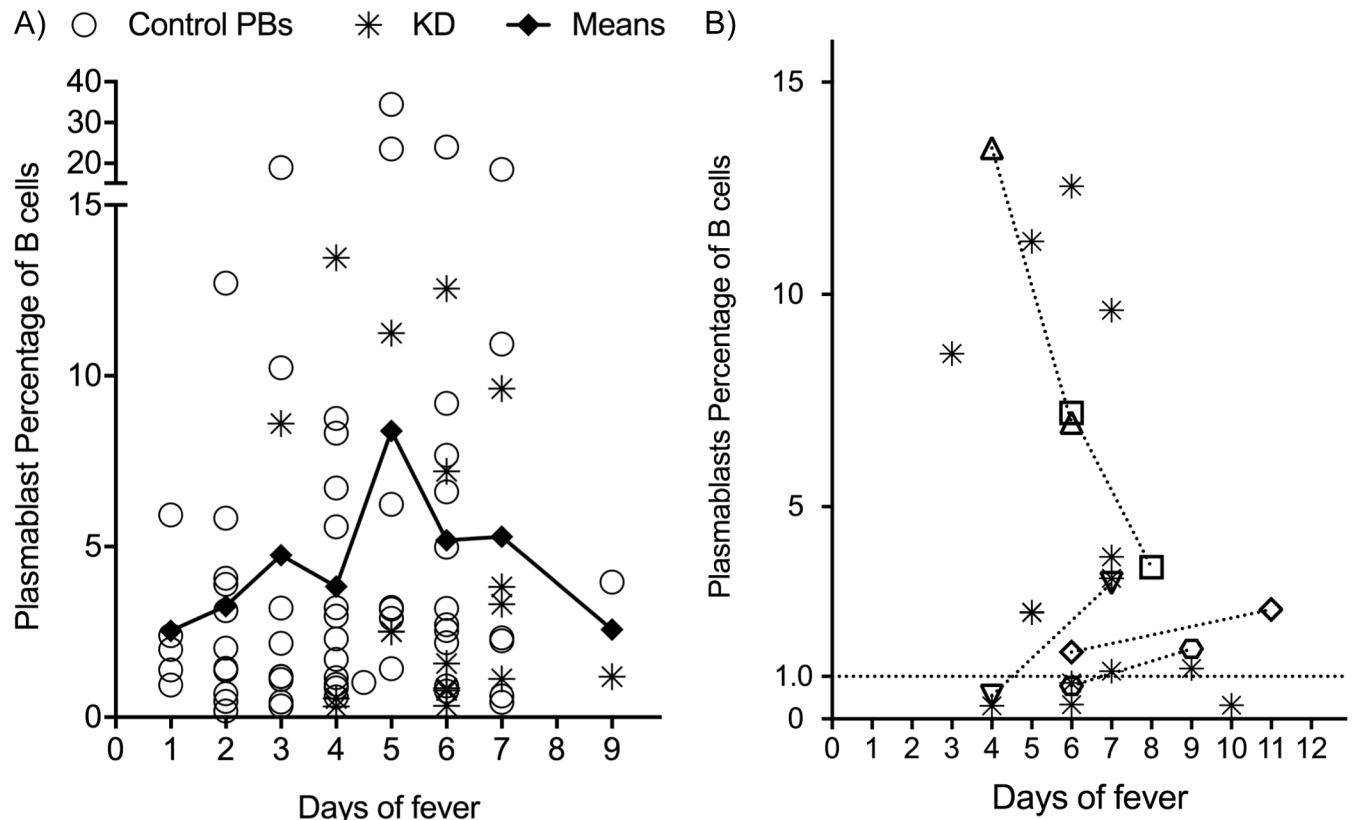 A) Control PBs KD Means
Plasmablast Percentage of B cells
40
30
20
15
10
5
0
0 1 2 3 4 5 6 7 8 9
Days of fever
B)
Plasmablasts Percentage of B cells
15
10
5
1.0
0
0 1 2 3 4 5 6 7 8 9 10 11 12
Days of fever